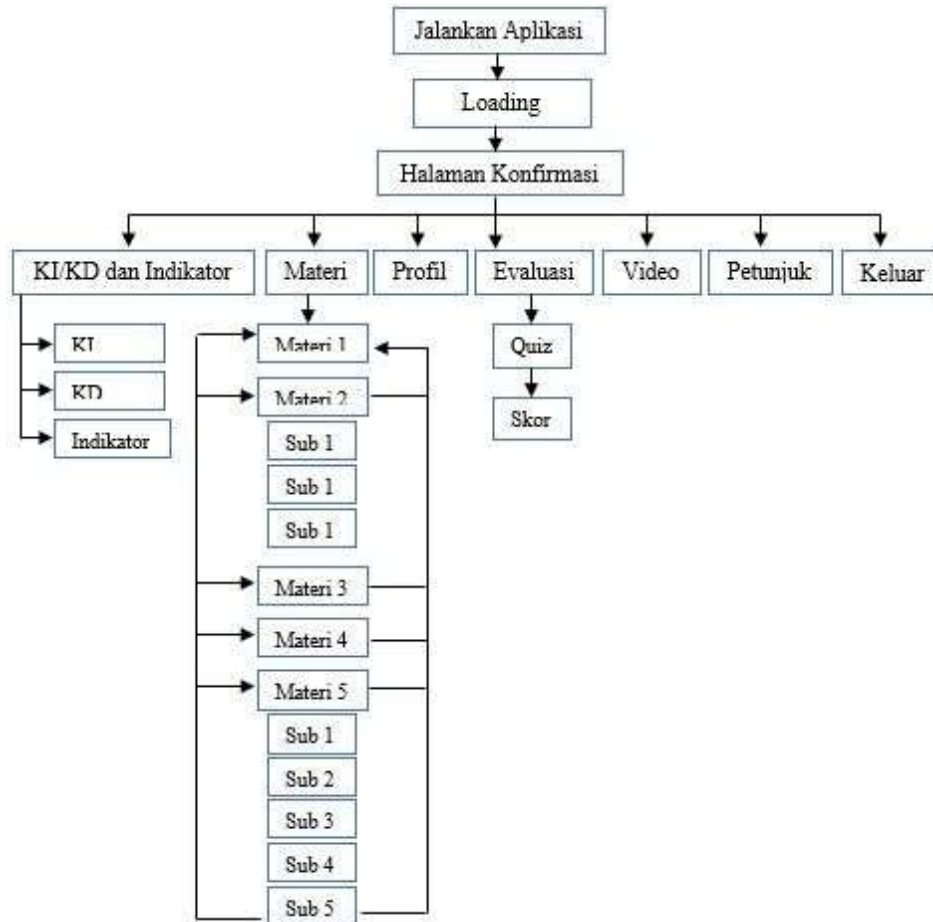 Jalankan Aplikasi
Loading
Halaman Konfirmasi
KI/KD dan Indikator
Materi
Profil
Evaluasi
Video
Petunjuk
Keluar
KI
KD
Indikator
Materi 1
Materi 2
Sub 1
Sub 1
Sub 1
Materi 3
Materi 4
Materi 5
Sub 1
Sub 2
Sub 3
Sub 4
Sub 5
Quiz
Skor